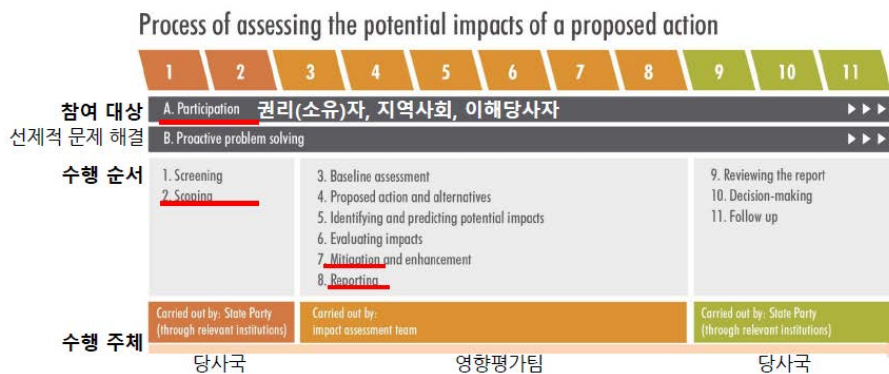 Process of assessing the potential impacts of a proposed action
1 2 3 4 5 6 7 8 9 10 11
참여 대상 A. Participation 권리(소유)자, 지역사회, 이해당사자
선제적 문제 해결 B. Proactive problem solving
수행 순서
1. Screening
2. Scoping
3. Baseline assessment
4. Proposed action and alternatives
5. Identifying and predicting potential impacts
6. Evaluating impacts
7. Mitigation and enhancement
8. Reporting
9. Reviewing the report
10. Decision-making
11. Follow up
수행 주체
Carried out by: State Party
(through relevant institutions)
Carried out by:
impact assessment team
Carried out by: State Party
(through relevant institutions)
당사국 영향평가팀 당사국